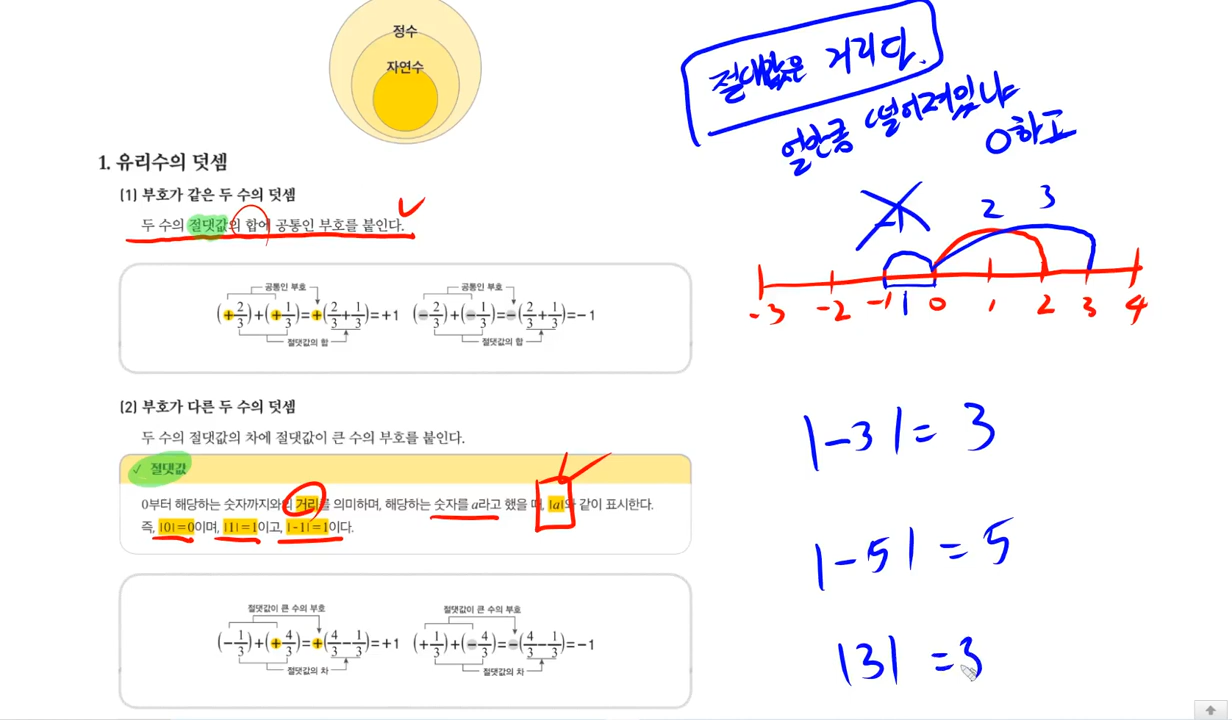 정수
자연수
1. 유리수의 덧셈
(1) 부호가 같은 두 수의 덧셈
두 수의 절댓값의 합에 공통인 부호를 붙인다.
공통인 부호
(+2/3)+(+1/3)=+(2/3+1/3)=+1
절댓값의 합
공통인 부호
(−2/3)+(−1/3)=−(2/3+1/3)=−1
절댓값의 합
(2) 부호가 다른 두 수의 덧셈
두 수의 절댓값의 차에 절댓값이 큰 수의 부호를 붙인다.
✓ 절댓값
0부터 해당하는 숫자까지와의 거리를 의미하며, 해당하는 숫자를 a라고 했을 때, |a|와 같이 표시한다.
즉, |0|=0이며, |1|=1이고, |-1|=1이다.
절댓값이 큰 수의 부호
(−1/3)+(+4/3)=+(4/3−1/3)=+1
절댓값의 차
절댓값이 큰 수의 부호
(+1/3)+(−4/3)=−(4/3−1/3)=−1
절댓값의 차
절대값은 거리다.
얼만큼 떨어져있냐
0하고
-1 2 3
-3 -2 -1 1 0 1 2 3 4
|-3|=3
|-5|=5
|3|=3